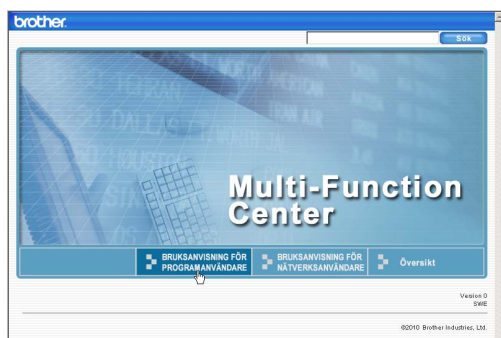 brother.
Sök
Multi-Function
Center
BRUKSANVISNING FÖR
PROGRAMANVÄNDARE
BRUKSANVISNING FÖR
NÄTVERKSANVÄNDARE
Översikt
Version 0
SWE
©2010 Brother Industries, Ltd.